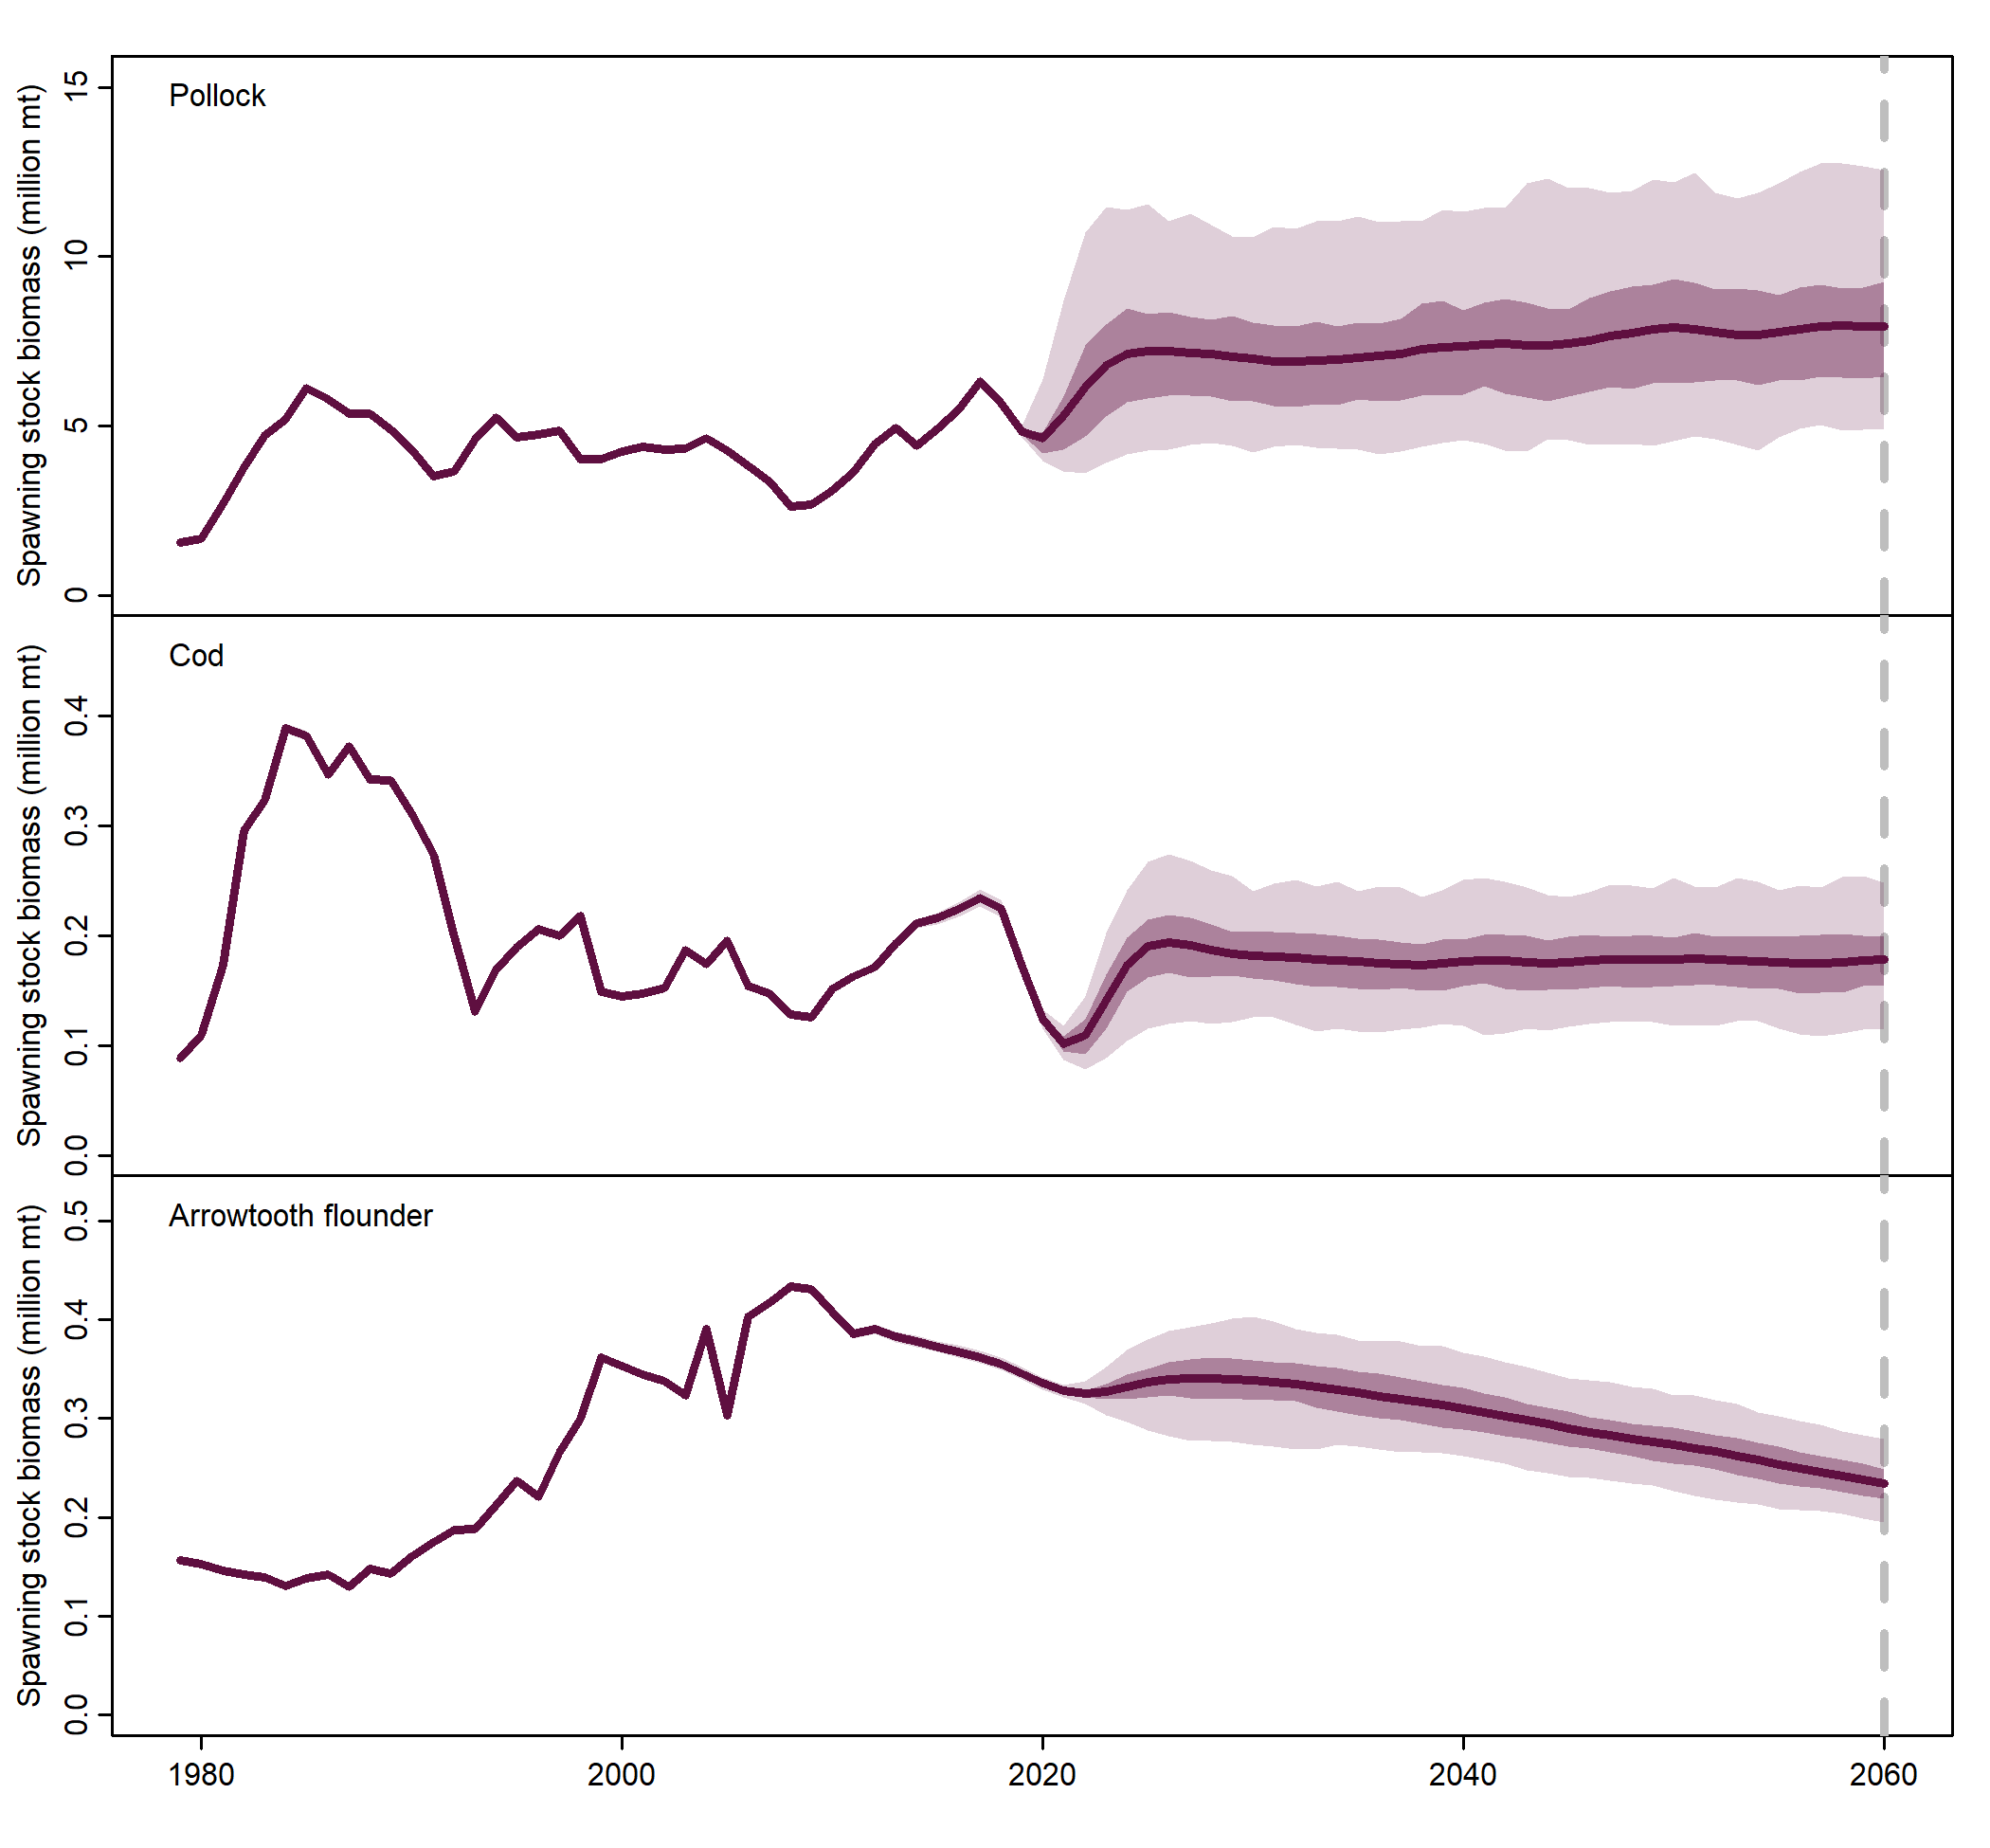 Pollock
Spawning stock biomass (million mt)
15
10
5
0
Cod
Spawning stock biomass (million mt)
0.4
0.3
0.2
0.1
0.0
Arrowtooth flounder
Spawning stock biomass (million mt)
0.5
0.4
0.3
0.2
0.1
0.0
1980 2000 2020 2040 2060